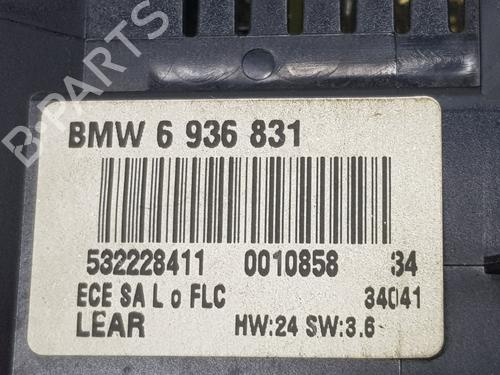 B-PARTS
BMW 6 936 831
532228411 0010858 34
ECE SA L o FLC 34041
LEAR HW:24 SW:3.6